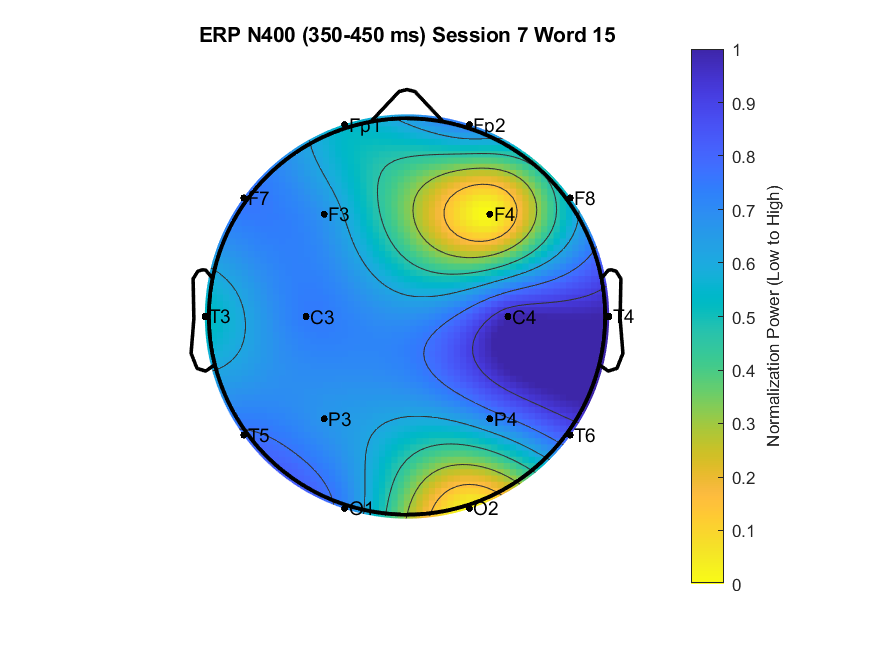 ERP N400 (350-450 ms) Session 7 Word 15
Fp1 Fp2
F7 F8
F3 F4
T3 C3 C4 T4
P3 P4
T5 T6
O1 O2
1
0.9
0.8
0.7
0.6
0.5
0.4
0.3
0.2
0.1
0
Normalization Power (Low to High)